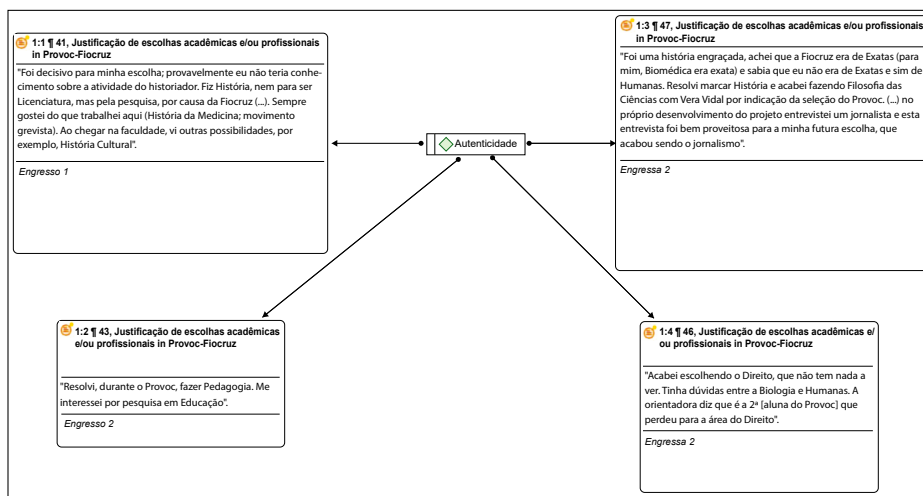 1:1 ¶ 41, Justificação de escolhas acadêmicas e/ou profissionais
in Provoc-Fiocruz
"Foi decisivo para minha escolha; provavelmente eu não teria conhe-
cimento sobre a atividade do historiador. Fiz História, nem para ser
Licenciatura, mas pela pesquisa, por causa da Fiocruz (...). Sempre
gostei do que trabalhei aqui (História da Medicina; movimento
grevista). Ao chegar na faculdade, vi outras possibilidades, por
exemplo, História Cultural".
Engresso 1
1:3 ¶ 47, Justificação de escolhas acadêmicas e/ou profissionais
in Provoc-Fiocruz
"Foi uma história engraçada, achei que a Fiocruz era de Exatas (para
mim, Biomédica era exata) e sabia que eu não era de Exatas e sim de
Humanas. Resolvi marcar História e acabei fazendo Filosofia das
Ciências com Vera Vidal por indicação da seleção do Provoc. (...) no
próprio desenvolvimento do projeto entrevistei um jornalista e esta
entrevista foi bem proveitosa para a minha futura escolha, que
acabou sendo o jornalismo".
Engressa 2
Autenticidade
1:2 ¶ 43, Justificação de escolhas acadêmicas
e/ou profissionais in Provoc-Fiocruz
"Resolvi, durante o Provoc, fazer Pedagogia. Me
interessei por pesquisa em Educação".
Engresso 2
1:4 ¶ 46, Justificação de escolhas acadêmicas e/
ou profissionais in Provoc-Fiocruz
"Acabei escolhendo o Direito, que não tem nada a
ver. Tinha dúvidas entre a Biologia e Humanas. A
orientadora diz que é a 2ª [aluna do Provoc] que
perdeu para a área do Direito".
Engressa 2